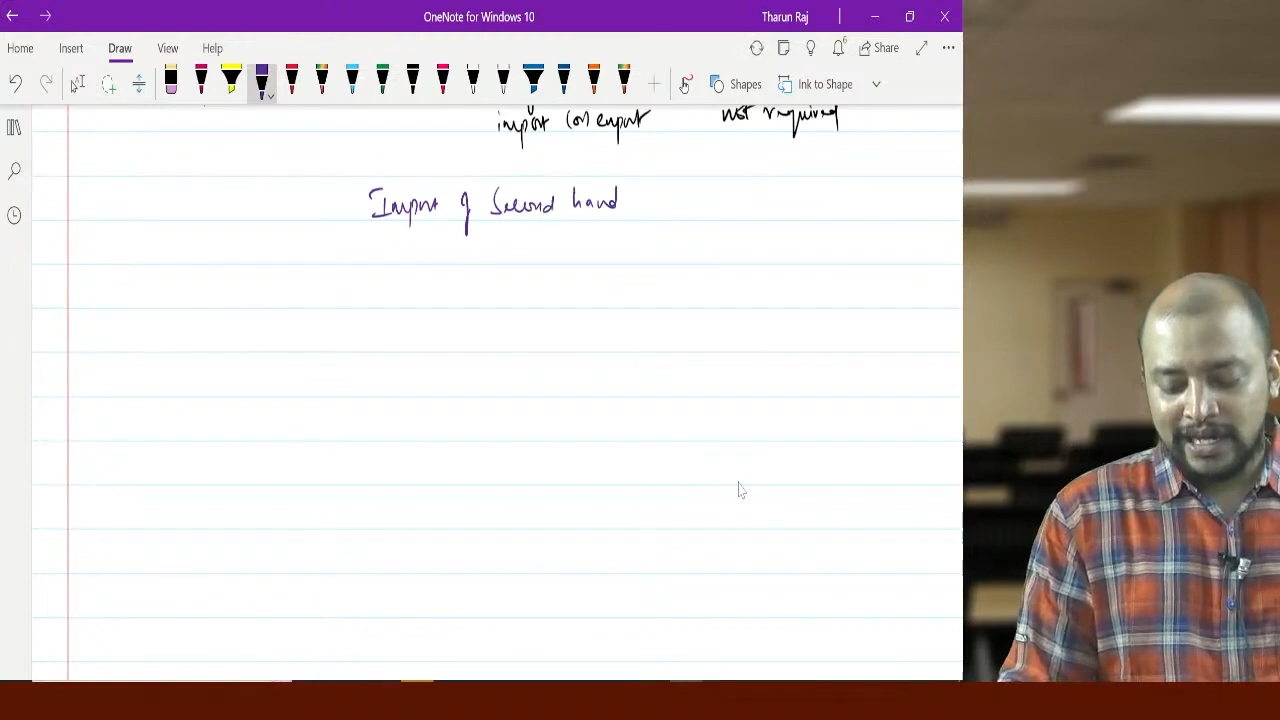 OneNote for Windows 10
Tharun Raj
Home Insert Draw View Help
6
Share
Shapes
Ink to Shape
import (or) export not required
Import of Second hand